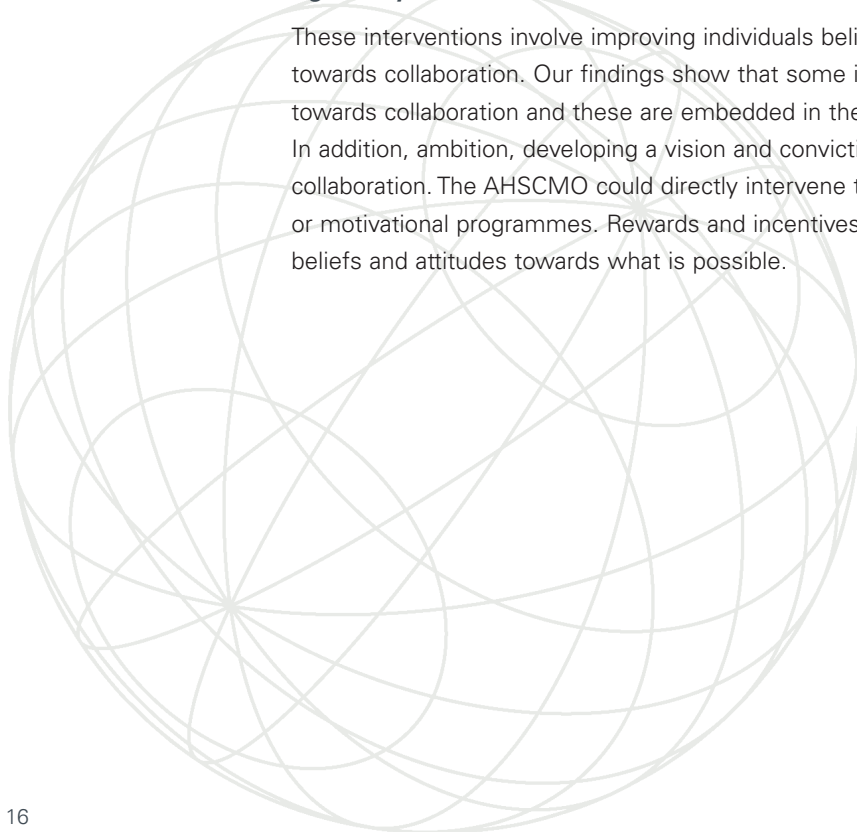 These interventions involve improving individuals beli
towards collaboration. Our findings show that some i
towards collaboration and these are embedded in the
In addition, ambition, developing a vision and convicti
collaboration. The AHSCMO could directly intervene t
or motivational programmes. Rewards and incentives
beliefs and attitudes towards what is possible.
16